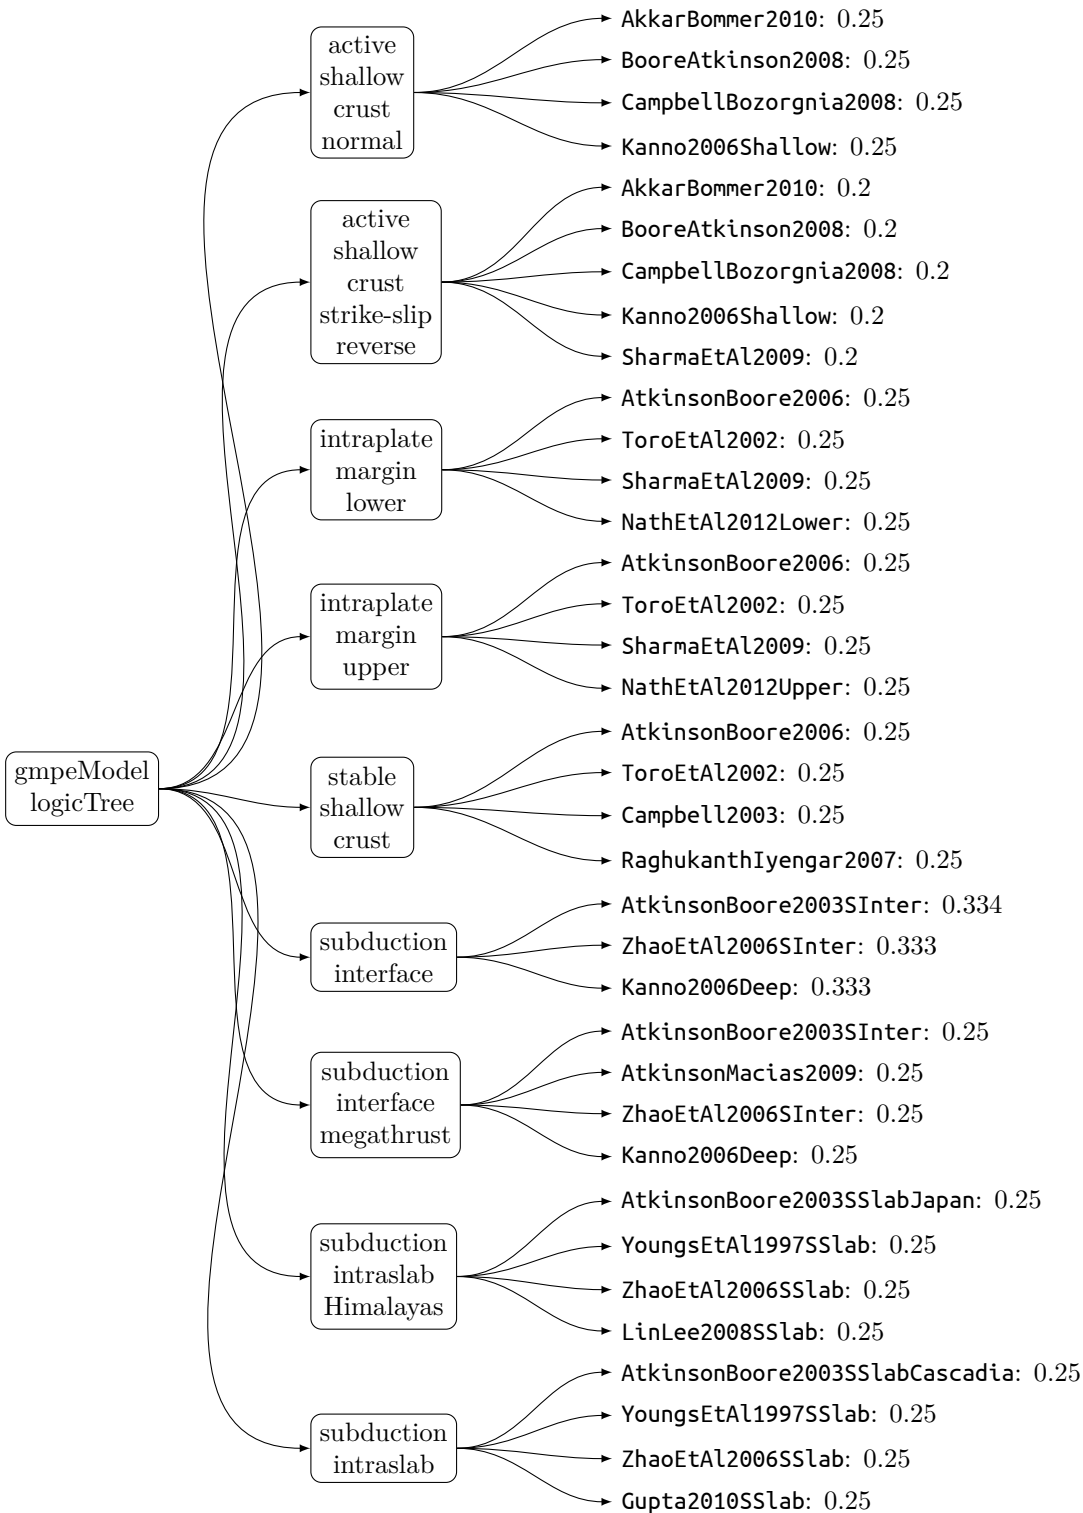 gmpeModel
logicTree
active
shallow
crust
normal
AkkarBommer2010: 0.25
BooreAtkinson2008: 0.25
CampbellBozorgnia2008: 0.25
Kanno2006Shallow: 0.25
active
shallow
crust
strike-slip
reverse
AkkarBommer2010: 0.2
BooreAtkinson2008: 0.2
CampbellBozorgnia2008: 0.2
Kanno2006Shallow: 0.2
SharmaEtAl2009: 0.2
intraplate
margin
lower
AtkinsonBoore2006: 0.25
ToroEtAl2002: 0.25
SharmaEtAl2009: 0.25
NathEtAl2012Lower: 0.25
intraplate
margin
upper
AtkinsonBoore2006: 0.25
ToroEtAl2002: 0.25
SharmaEtAl2009: 0.25
NathEtAl2012Upper: 0.25
stable
shallow
crust
AtkinsonBoore2006: 0.25
ToroEtAl2002: 0.25
Campbell2003: 0.25
RaghukanthIyengar2007: 0.25
subduction
interface
AtkinsonBoore2003SInter: 0.334
ZhaoEtAl2006SInter: 0.333
Kanno2006Deep: 0.333
subduction
interface
megathrust
AtkinsonBoore2003SInter: 0.25
AtkinsonMacias2009: 0.25
ZhaoEtAl2006SInter: 0.25
Kanno2006Deep: 0.25
subduction
intraslab
Himalayas
AtkinsonBoore2003SSlabJapan: 0.25
YoungsEtAl1997SSlab: 0.25
ZhaoEtAl2006SSlab: 0.25
LinLee2008SSlab: 0.25
subduction
intraslab
AtkinsonBoore2003SSlabCascadia: 0.25
YoungsEtAl1997SSlab: 0.25
ZhaoEtAl2006SSlab: 0.25
Gupta2010SSlab: 0.25